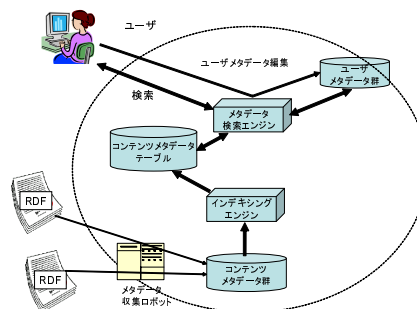 ユーザ
ユーザメタデータ編集
ユーザ
メタデータ群
検索
メタデータ
検索エンジン
コンテンツメタデータ
テーブル
インデキシング
エンジン
RDF
RDF
メタデータ
収集ロボット
コンテンツ
メタデータ群